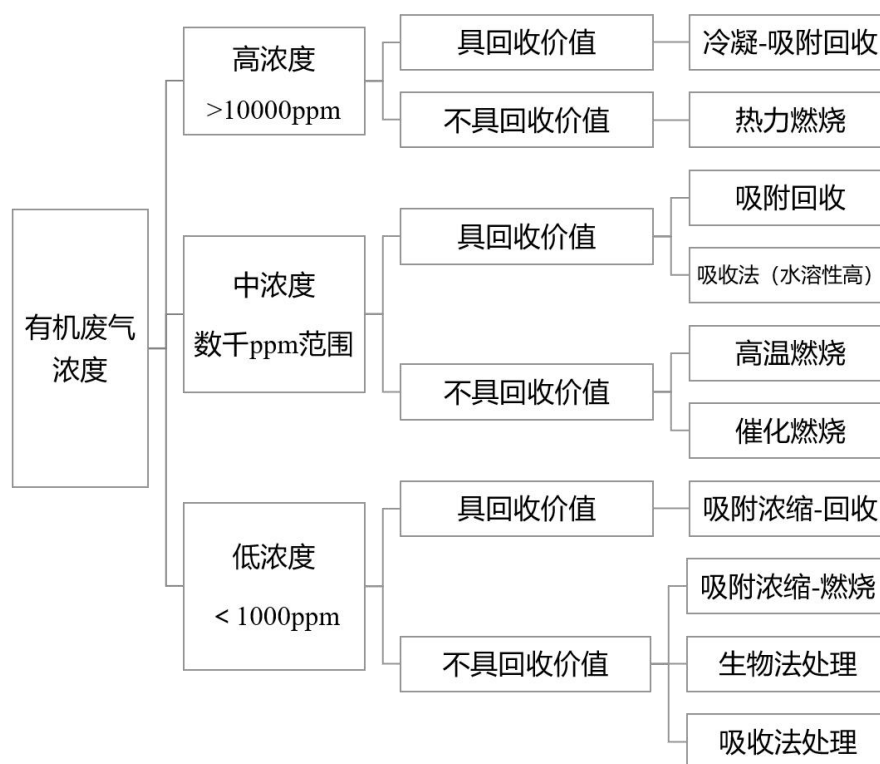 有机废气
浓度
高浓度
>10000ppm
具回收价值
冷凝-吸附回收
不具回收价值
热力燃烧
中浓度
数千ppm范围
具回收价值
吸附回收
吸收法（水溶性高）
不具回收价值
高温燃烧
催化燃烧
低浓度
< 1000ppm
具回收价值
吸附浓缩-回收
不具回收价值
吸附浓缩-燃烧
生物法处理
吸收法处理